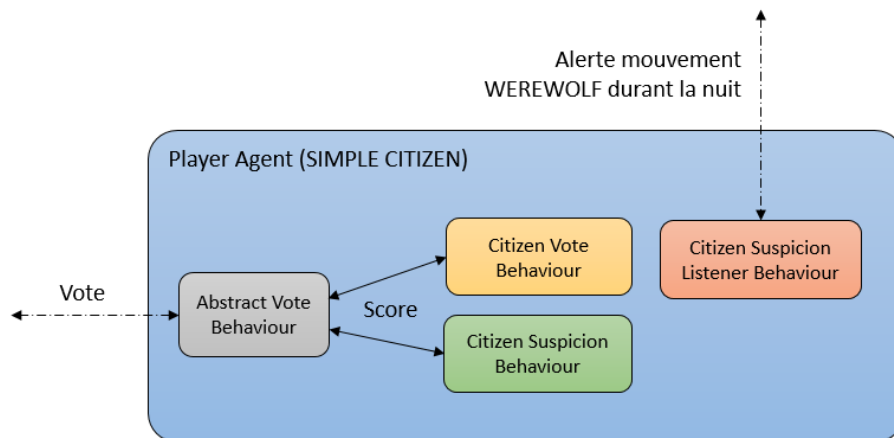 Alerte mouvement
WEREWOLF durant la nuit
Player Agent (SIMPLE CITIZEN)
Citizen Vote
Behaviour
Citizen Suspicion
Listener Behaviour
Vote
Abstract Vote
Behaviour
Score
Citizen Suspicion
Behaviour